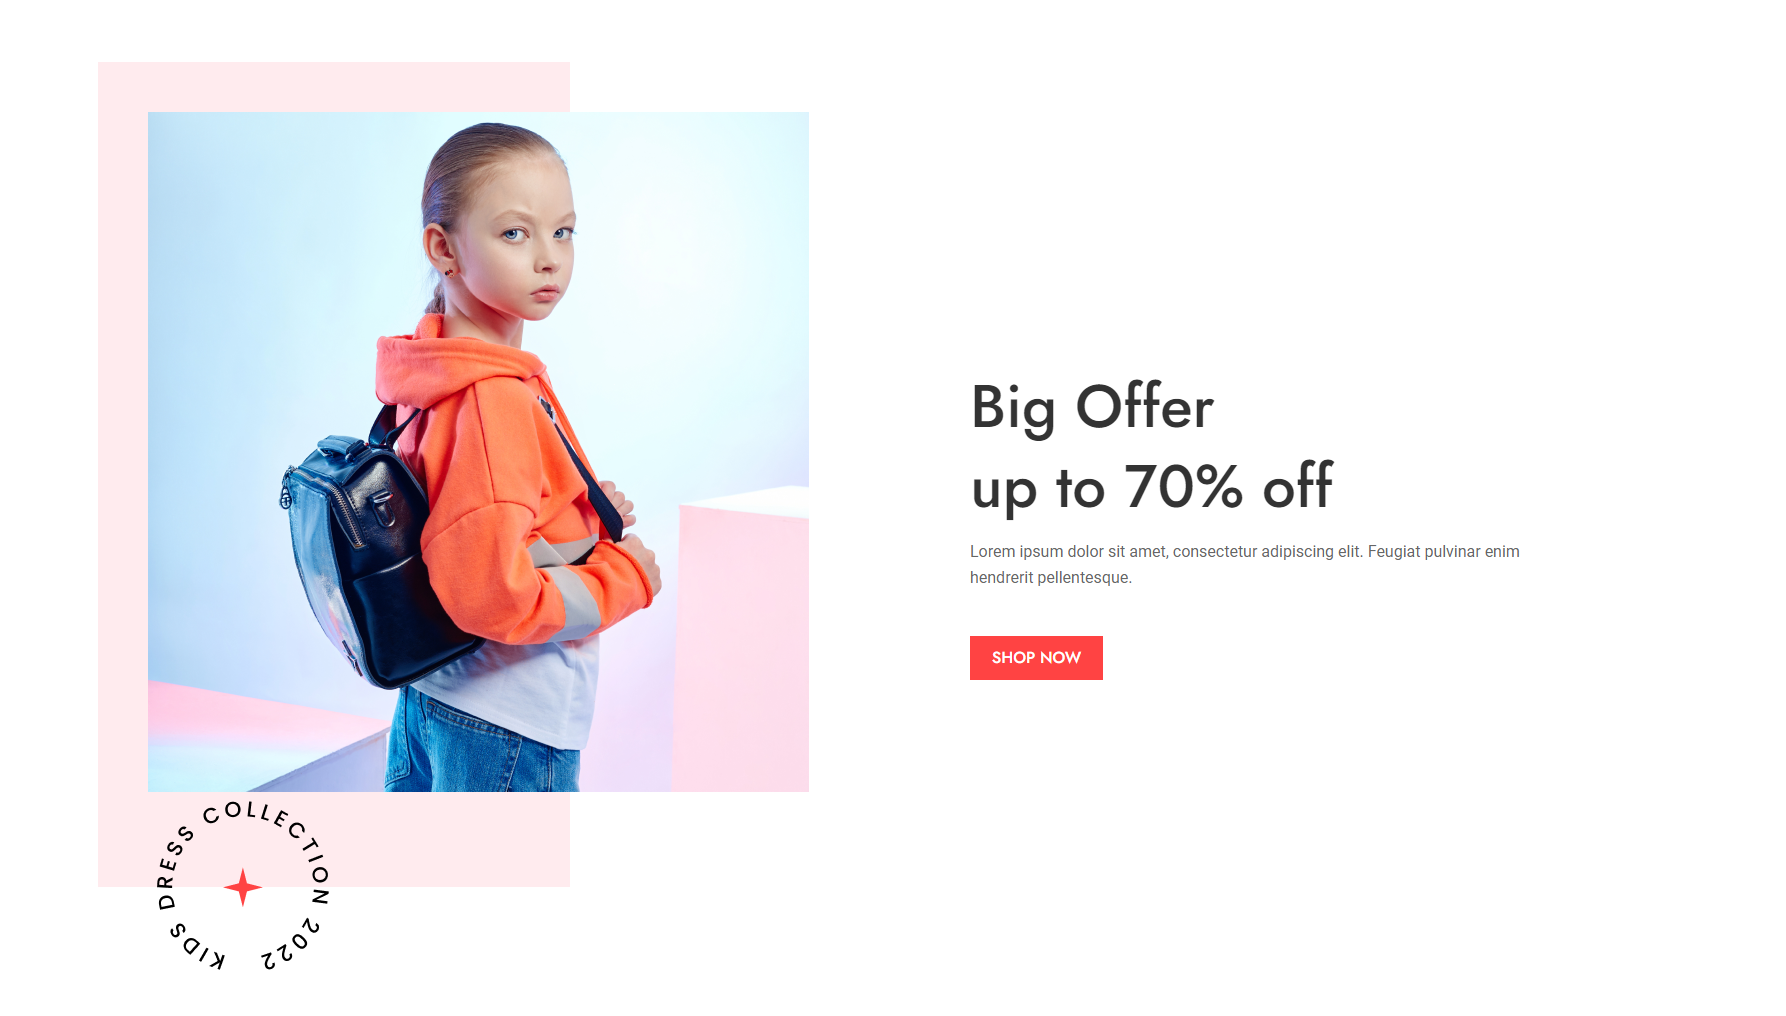 Big Offer
up to 70% off
Lorem ipsum dolor sit amet, consectetur adipiscing elit. Feugiat pulvinar enim
hendrerit pellentesque.
SHOP NOW
KIDS DRESS COLLECTION 2022